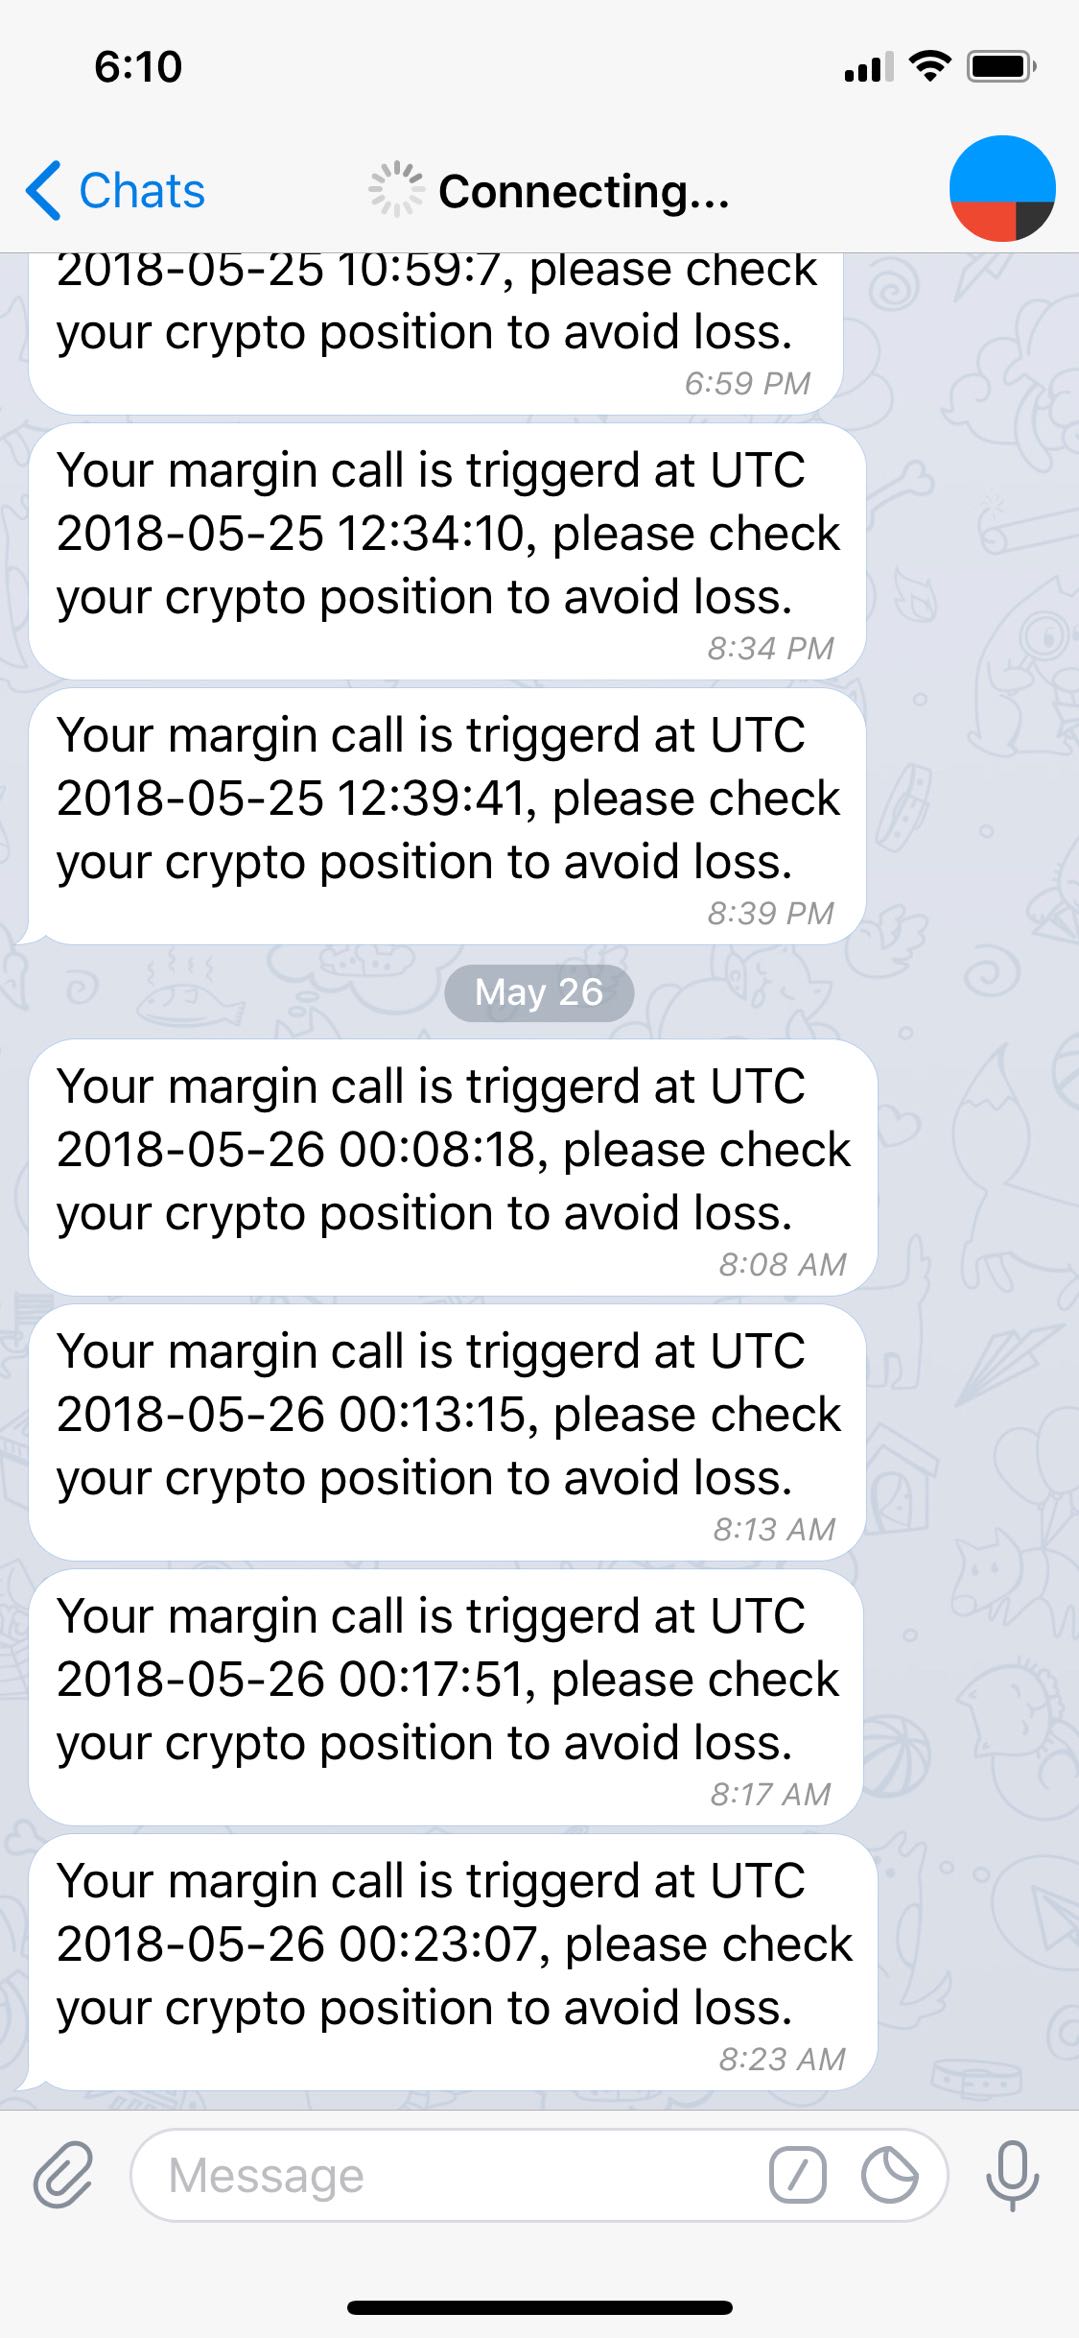 6:10
Chats
Connecting...
2018-05-25 10:59:7, please check
your crypto position to avoid loss.
6:59 PM
Your margin call is triggerd at UTC
2018-05-25 12:34:10, please check
your crypto position to avoid loss.
8:34 PM
Your margin call is triggerd at UTC
2018-05-25 12:39:41, please check
your crypto position to avoid loss.
8:39 PM
May 26
Your margin call is triggerd at UTC
2018-05-26 00:08:18, please check
your crypto position to avoid loss.
8:08 AM
Your margin call is triggerd at UTC
2018-05-26 00:13:15, please check
your crypto position to avoid loss.
8:13 AM
Your margin call is triggerd at UTC
2018-05-26 00:17:51, please check
your crypto position to avoid loss.
8:17 AM
Your margin call is triggerd at UTC
2018-05-26 00:23:07, please check
your crypto position to avoid loss.
8:23 AM
Message